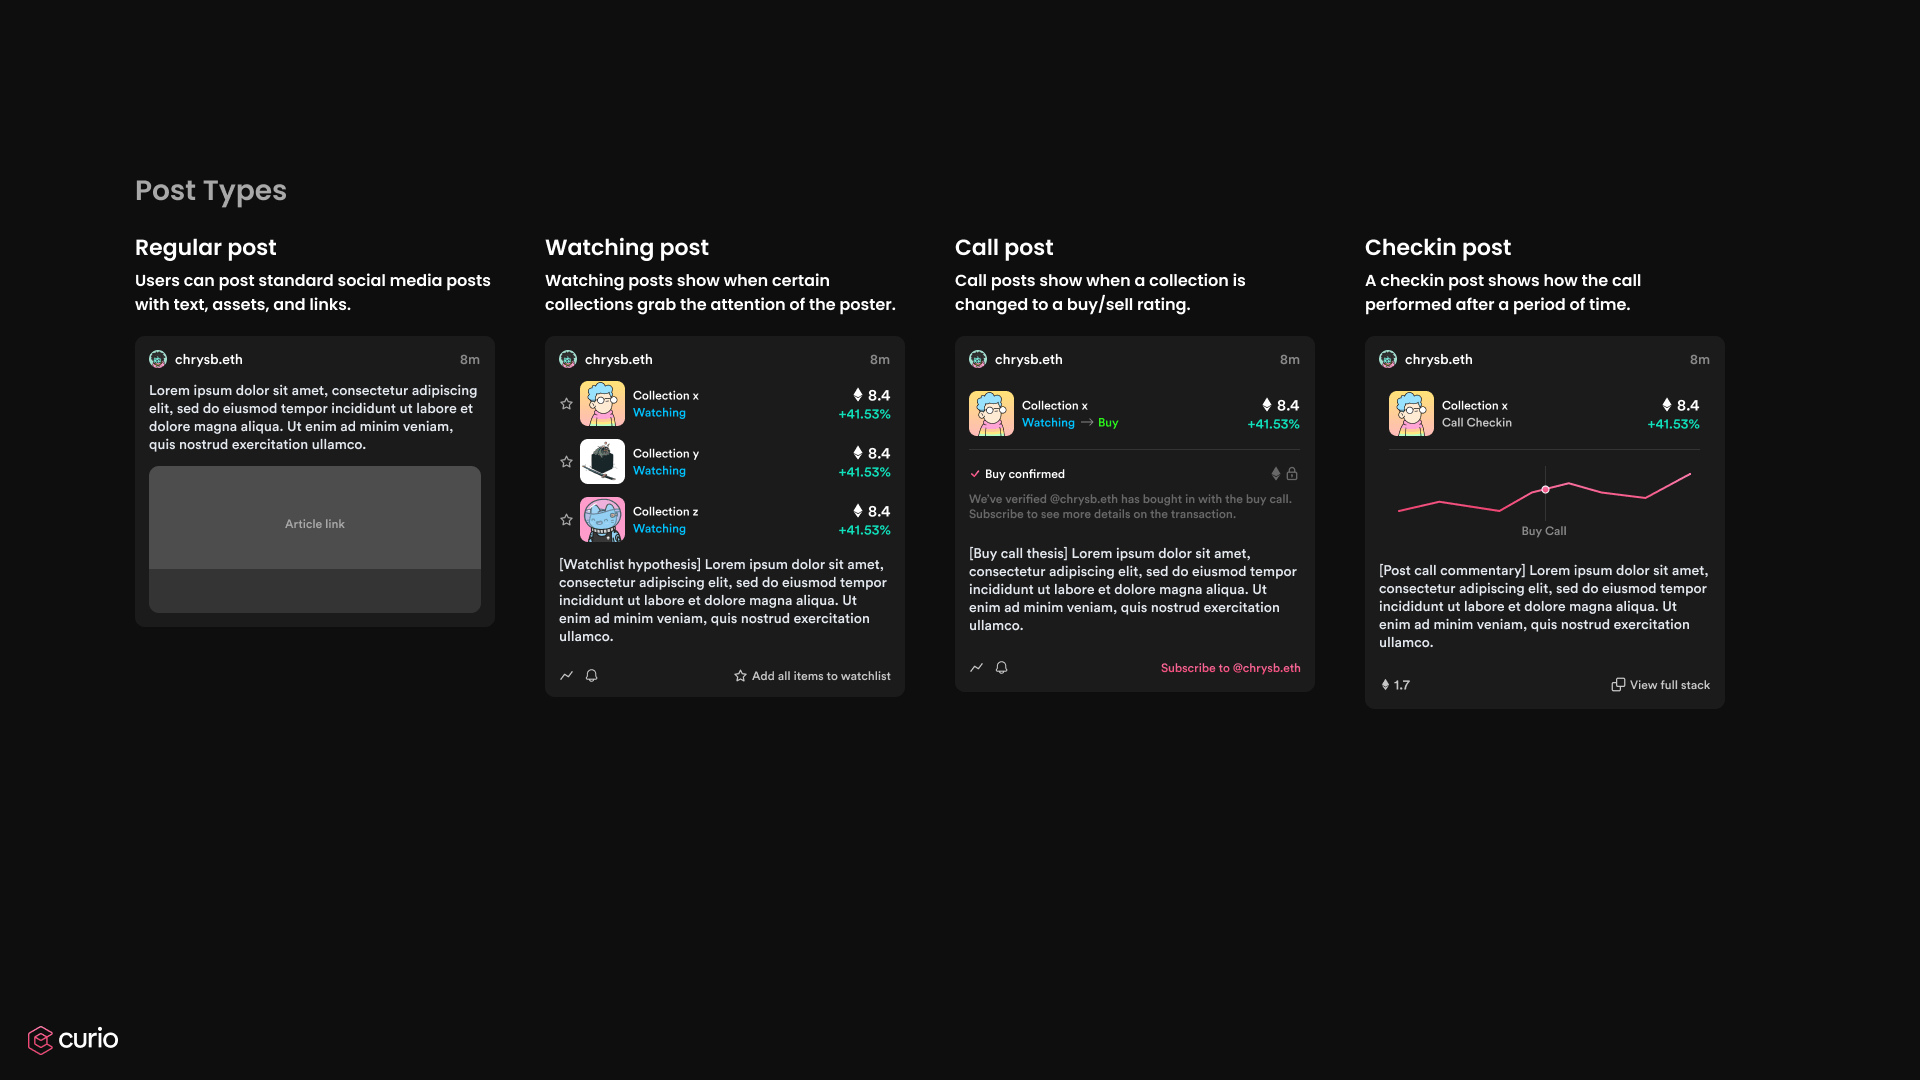 Post Types
Regular post
Users can post standard social media posts
with text, assets, and links.
chrysb.eth
8m
Lorem ipsum dolor sit amet, consectetur adipiscing
elit, sed do eiusmod tempor incididunt ut labore et
dolore magna aliqua. Ut enim ad minim veniam,
quis nostrud exercitation ullamco.
Article link
Watching post
Watching posts show when certain
collections grab the attention of the poster.
chrysb.eth
8m
Collection x
8.4
Watching
+41.53%
Collection y
8.4
Watching
+41.53%
Collection z
8.4
Watching
+41.53%
[Watchlist hypothesis] Lorem ipsum dolor sit amet,
consectetur adipiscing elit, sed do eiusmod tempor
incididunt ut labore et dolore magna aliqua. Ut
enim ad minim veniam, quis nostrud exercitation
ullamco.
Add all items to watchlist
Call post
Call posts show when a collection is
changed to a buy/sell rating.
chrysb.eth
8m
Collection x
8.4
Watching → Buy
+41.53%
Buy confirmed
We've verified @chrysb.eth has bought in with the buy call.
Subscribe to see more details on the transaction.
[Buy call thesis] Lorem ipsum dolor sit amet,
consectetur adipiscing elit, sed do eiusmod tempor
incididunt ut labore et dolore magna aliqua. Ut
enim ad minim veniam, quis nostrud exercitation
ullamco.
Subscribe to @chrysb.eth
Checkin post
A checkin post shows how the call
performed after a period of time.
chrysb.eth
8m
Collection x
8.4
Call Checkin
+41.53%
Buy Call
[Post call commentary] Lorem ipsum dolor sit amet,
consectetur adipiscing elit, sed do eiusmod tempor
incididunt ut labore et dolore magna aliqua. Ut
enim ad minim veniam, quis nostrud exercitation
ullamco.
1.7
View full stack
curio